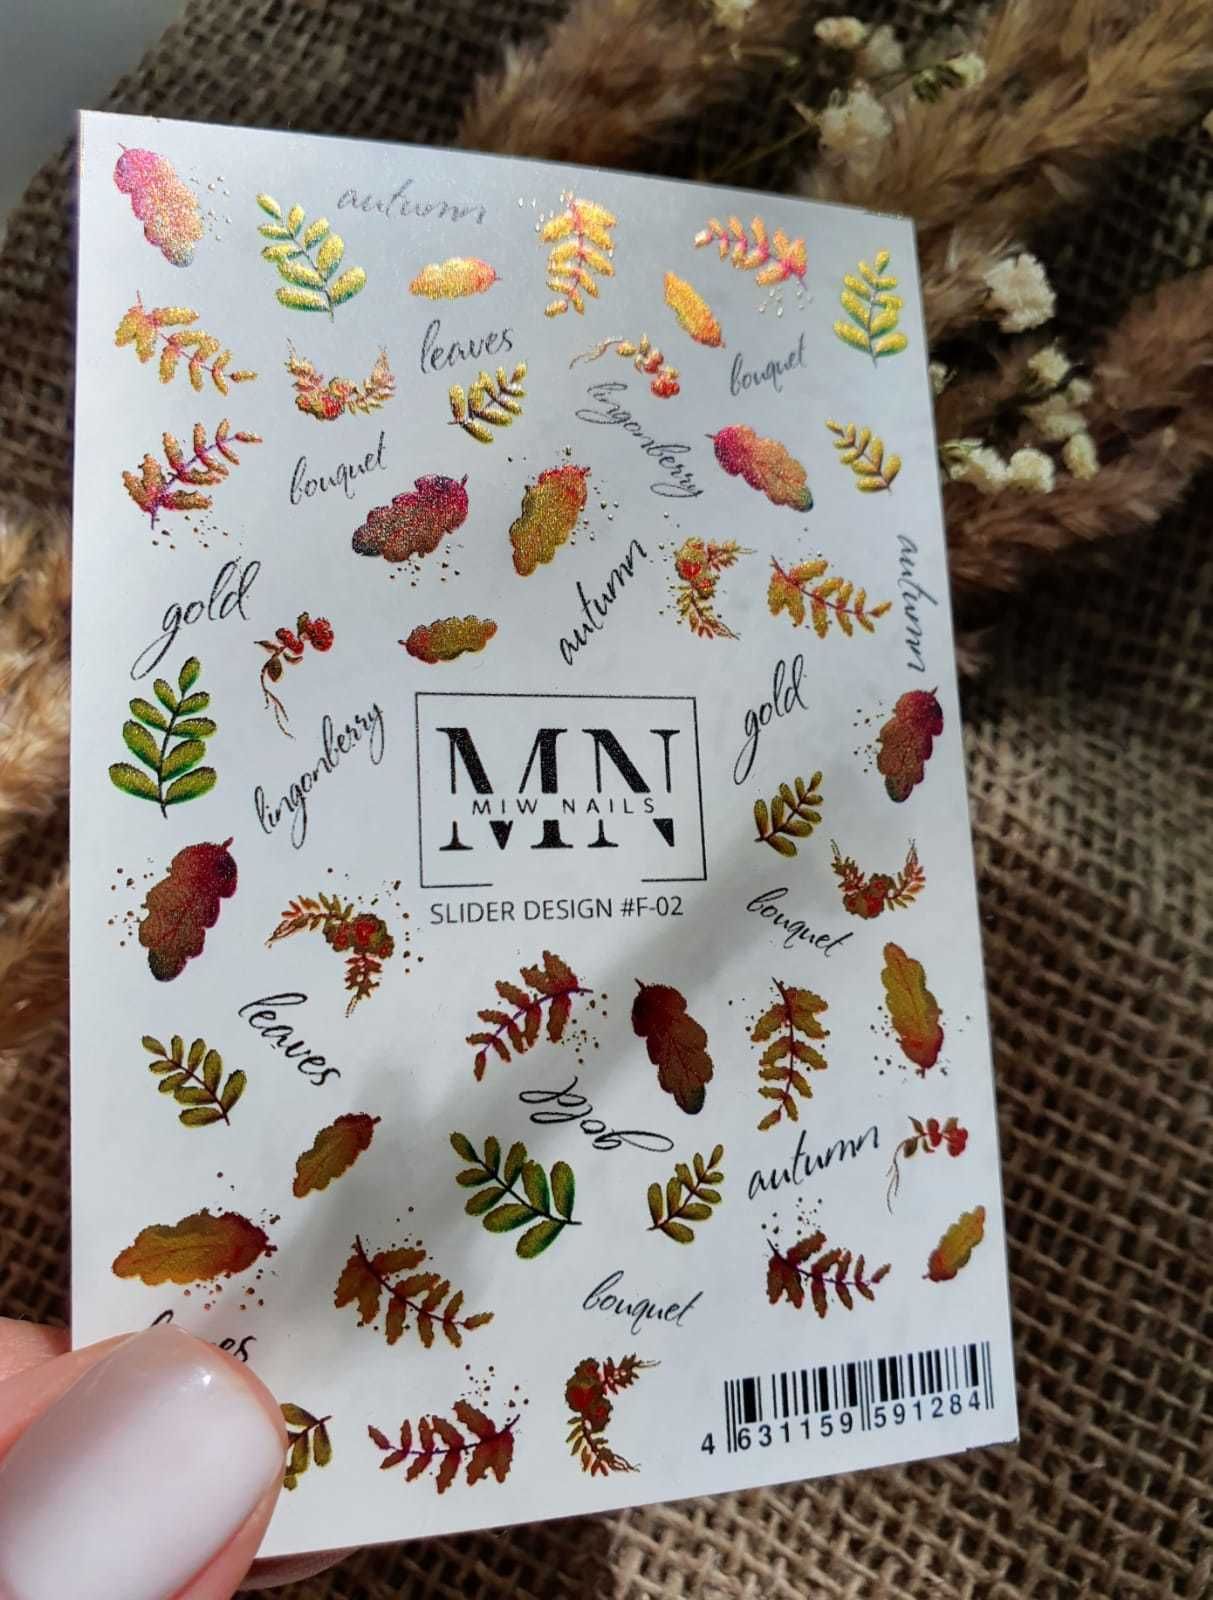 autumn
leaves
bouquet
lingonberry
bouquet
autumn
autumn
gold
gold
lingonberry
MN
MIW NAILS
SLIDER DESIGN #F-02
bouquet
leaves
gold
autumn
bouquet
4 631159 591284